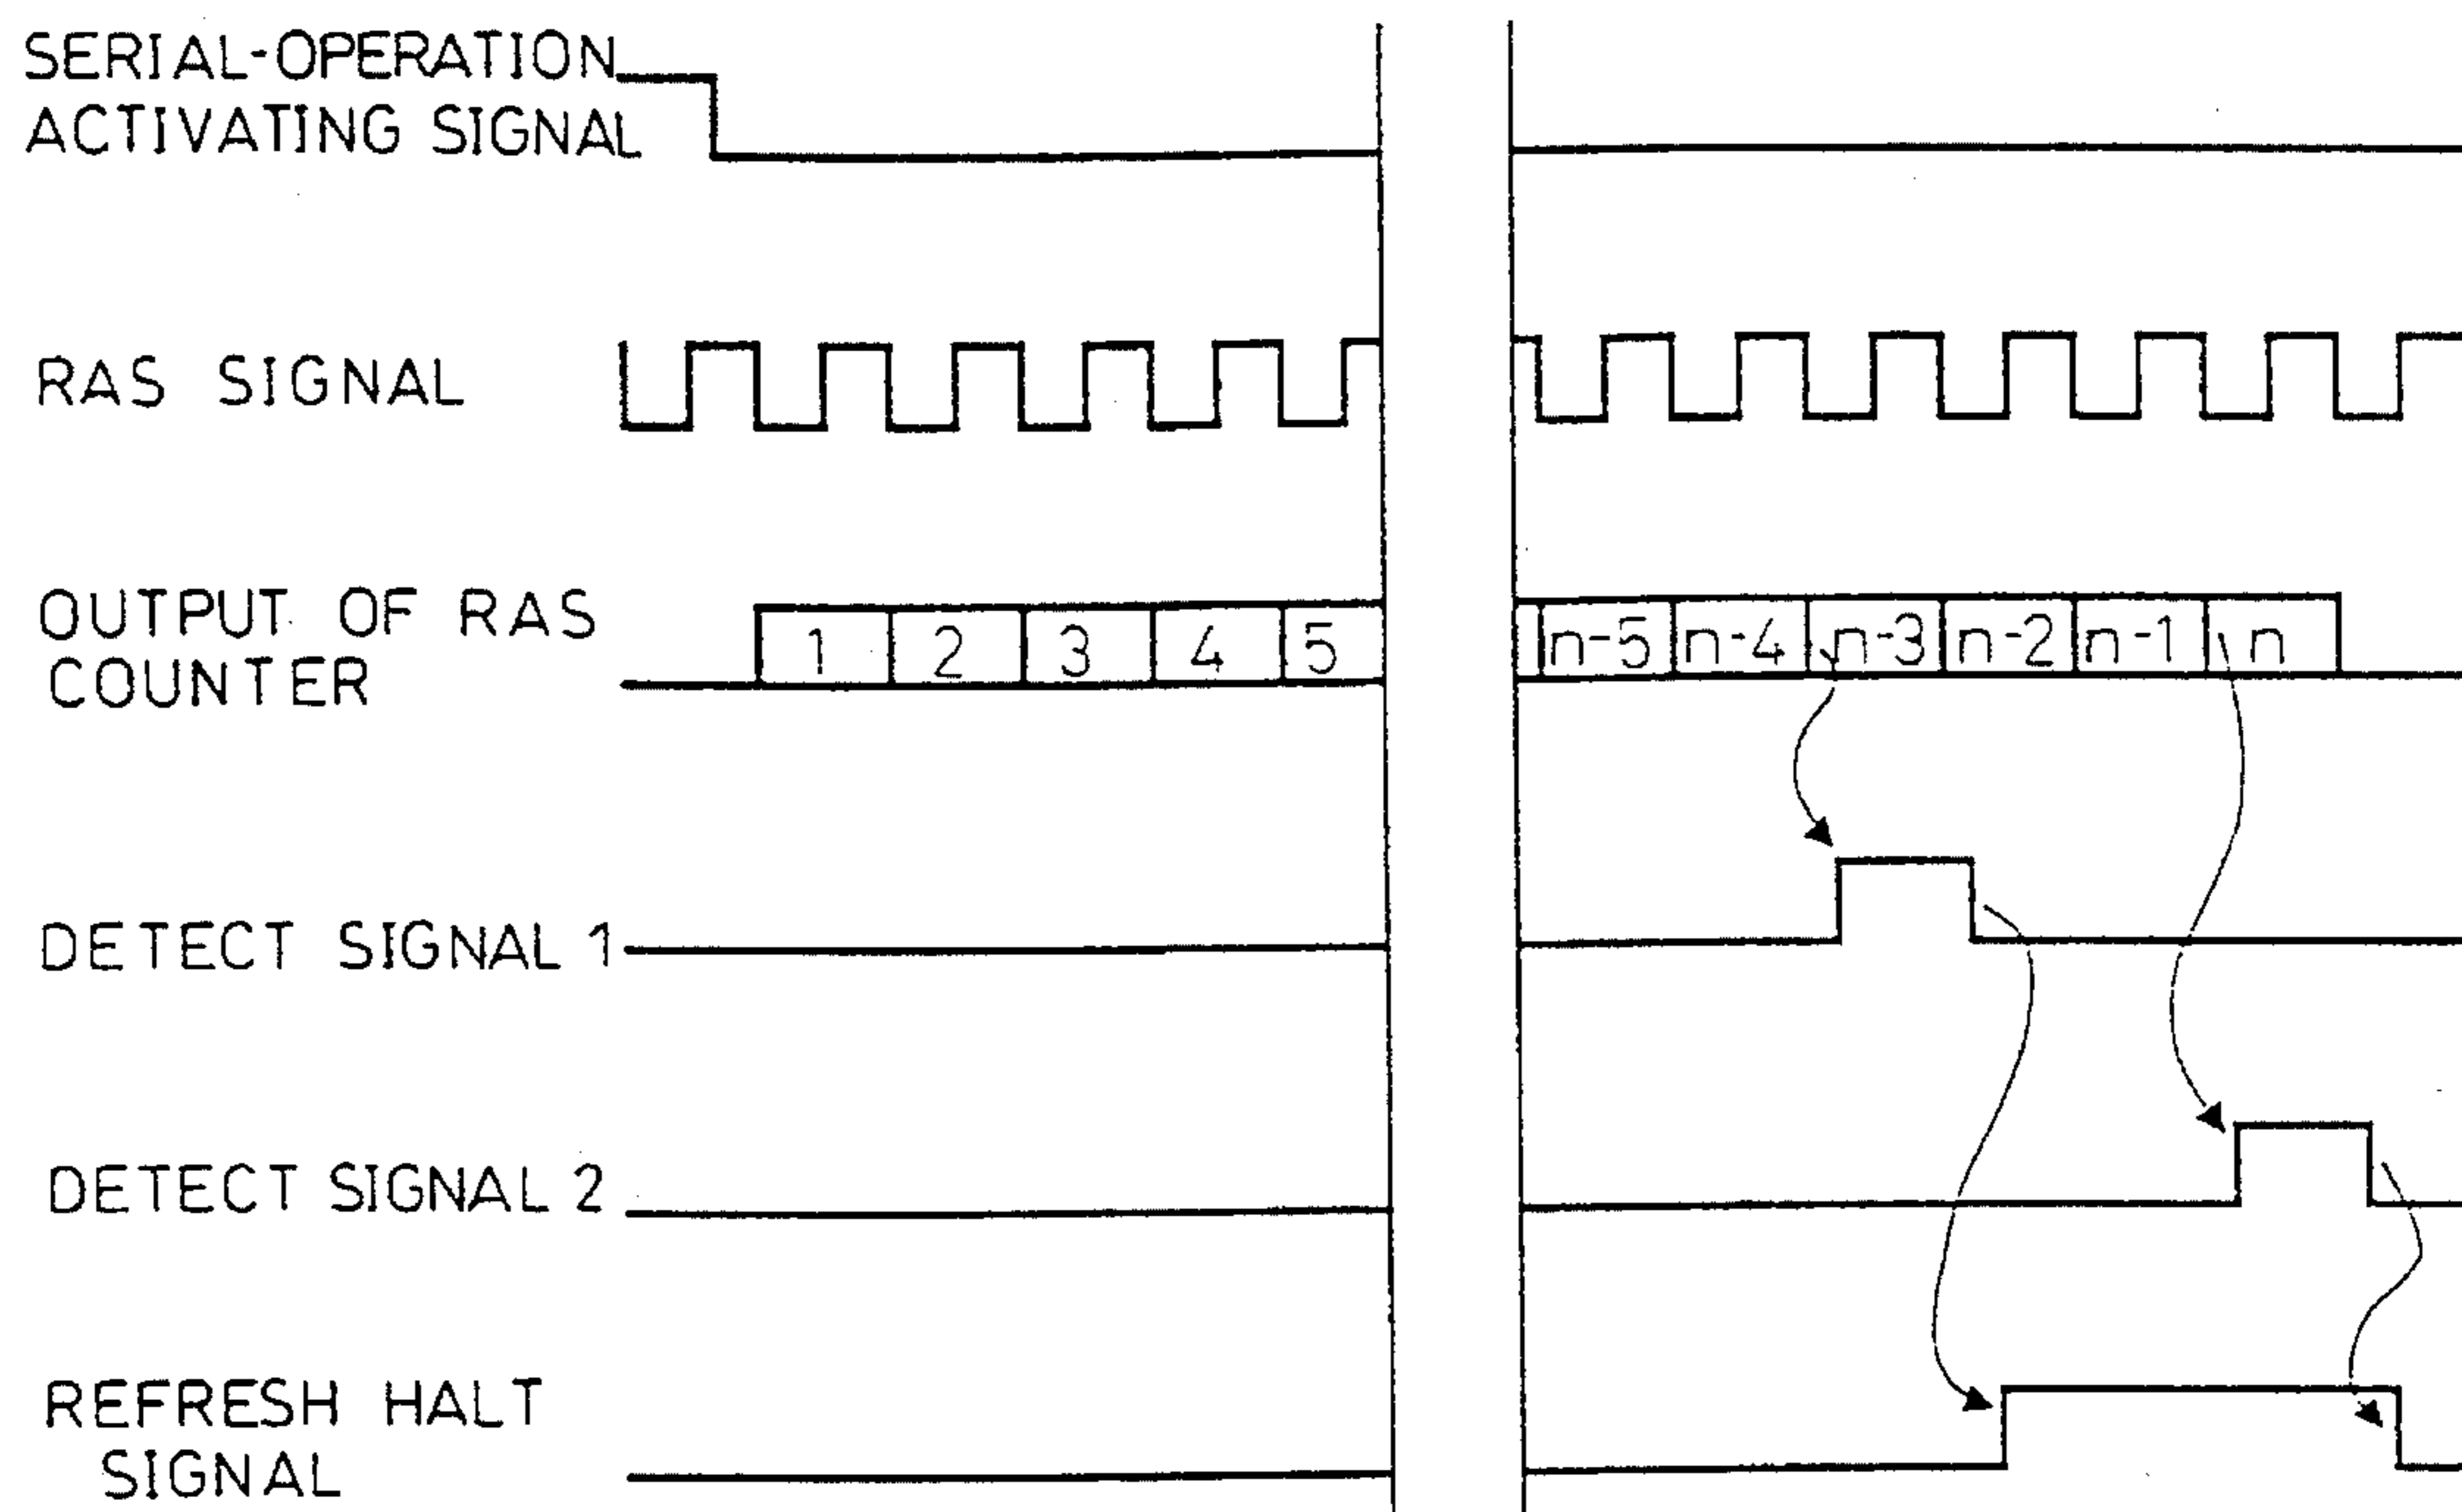 SERIAL-OPERATION
ACTIVATING SIGNAL
RAS SIGNAL
OUTPUT OF RAS
COUNTER
1 2 3 4 5 n-5 n-4 n-3 n-2 n-1 n
DETECT SIGNAL 1
DETECT SIGNAL 2
REFRESH HALT
SIGNAL